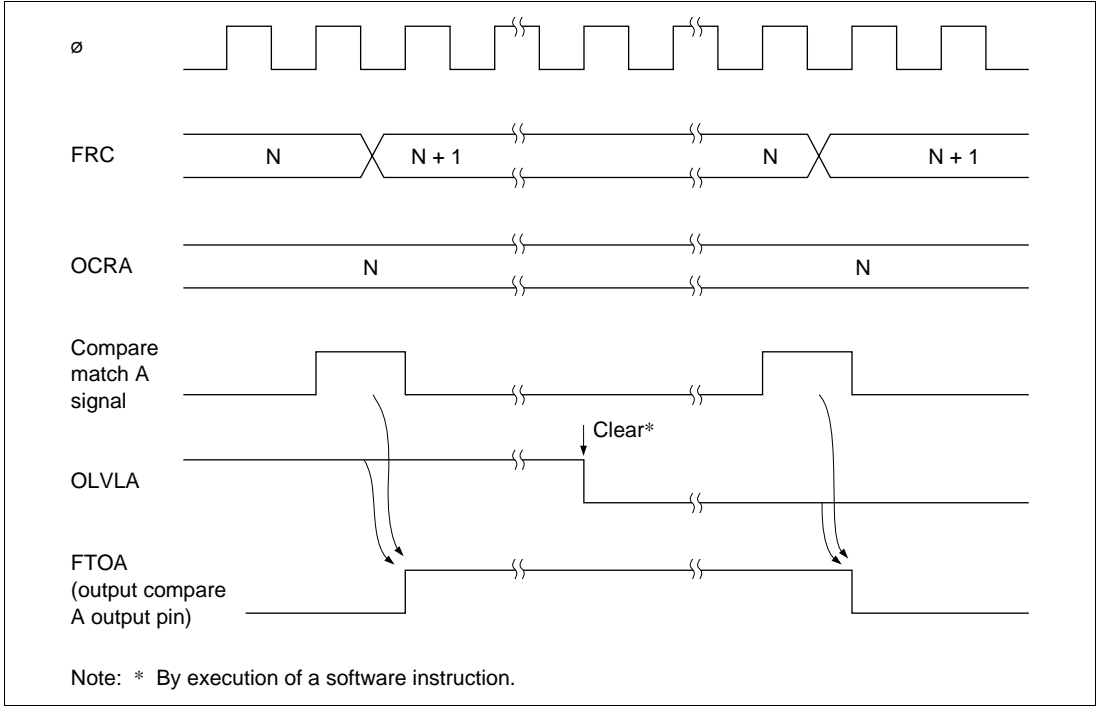 ø
FRC
N
N + 1
N
N + 1
OCRA
N
N
Compare
match A
signal
Clear*
OLVLA
FTOA
(output compare
A output pin)
Note: * By execution of a software instruction.